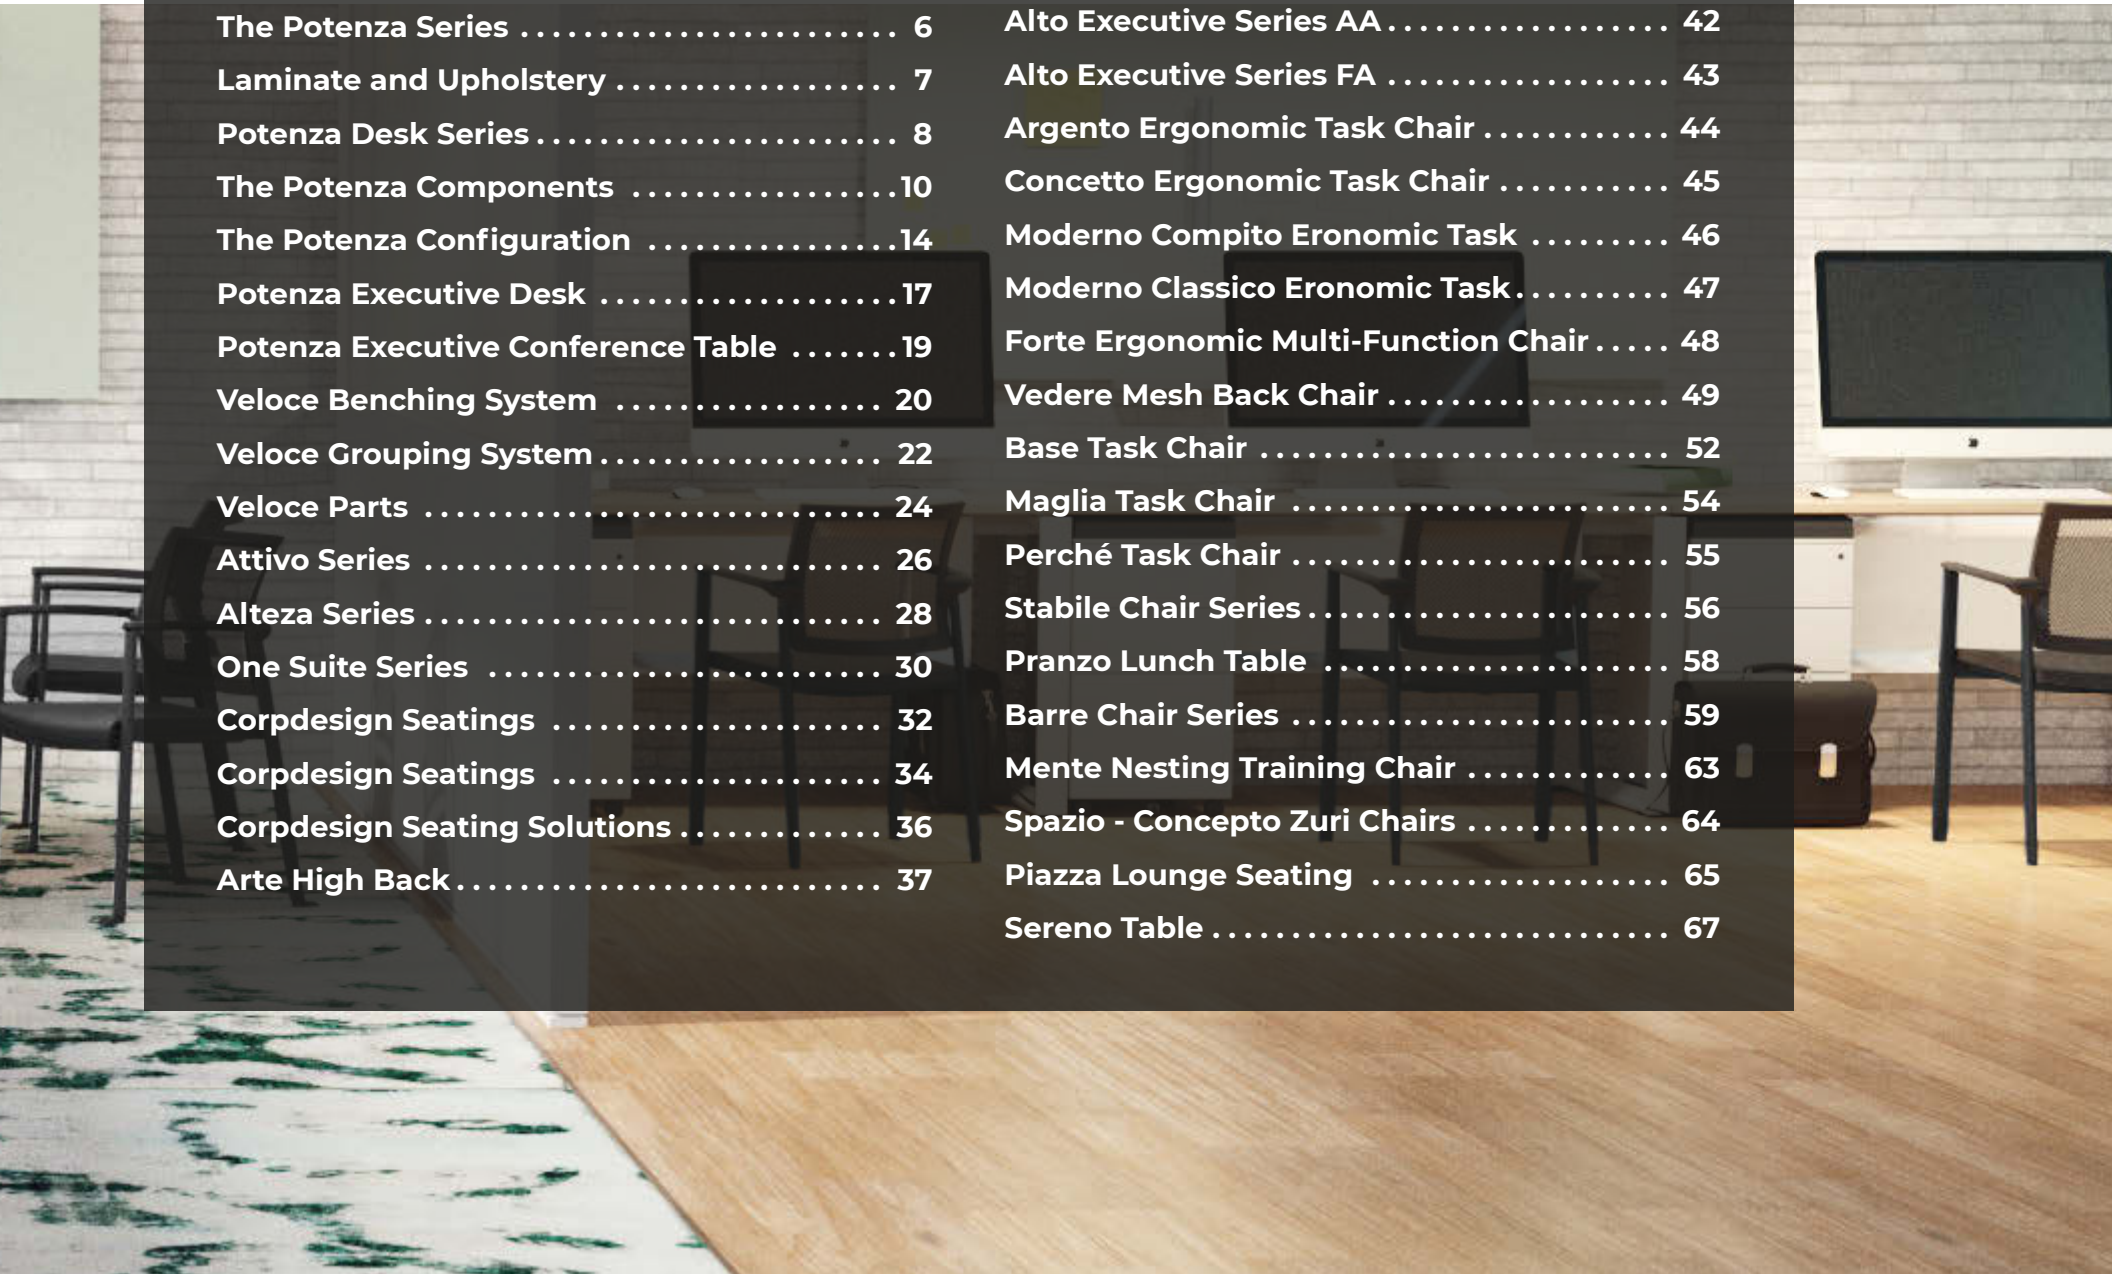 The Potenza Series ........................ 6
Laminate and Upholstery .................. 7
Potenza Desk Series ....................... 8
The Potenza Components .................10
The Potenza Configuration ................14
Potenza Executive Desk ...................17
Potenza Executive Conference Table .......19
Veloce Benching System ................. 20
Veloce Grouping System .................. 22
Veloce Parts ............................. 24
Attivo Series ............................. 26
Alteza Series ............................. 28
One Suite Series ......................... 30
Corpdesign Seatings ..................... 32
Corpdesign Seatings ..................... 34
Corpdesign Seating Solutions ............. 36
Arte High Back ........................... 37
Alto Executive Series AA .................. 42
Alto Executive Series FA .................. 43
Argento Ergonomic Task Chair ............ 44
Concetto Ergonomic Task Chair ........... 45
Moderno Compito Eronomic Task ......... 46
Moderno Classico Eronomic Task .......... 47
Forte Ergonomic Multi-Function Chair ..... 48
Vedere Mesh Back Chair .................. 49
Base Task Chair .......................... 52
Maglia Task Chair ........................ 54
Perché Task Chair ........................ 55
Stabile Chair Series ....................... 56
Pranzo Lunch Table ...................... 58
Barre Chair Series ........................ 59
Mente Nesting Training Chair ............. 63
Spazio - Concepto Zuri Chairs ............. 64
Piazza Lounge Seating ................... 65
Sereno Table ............................. 67